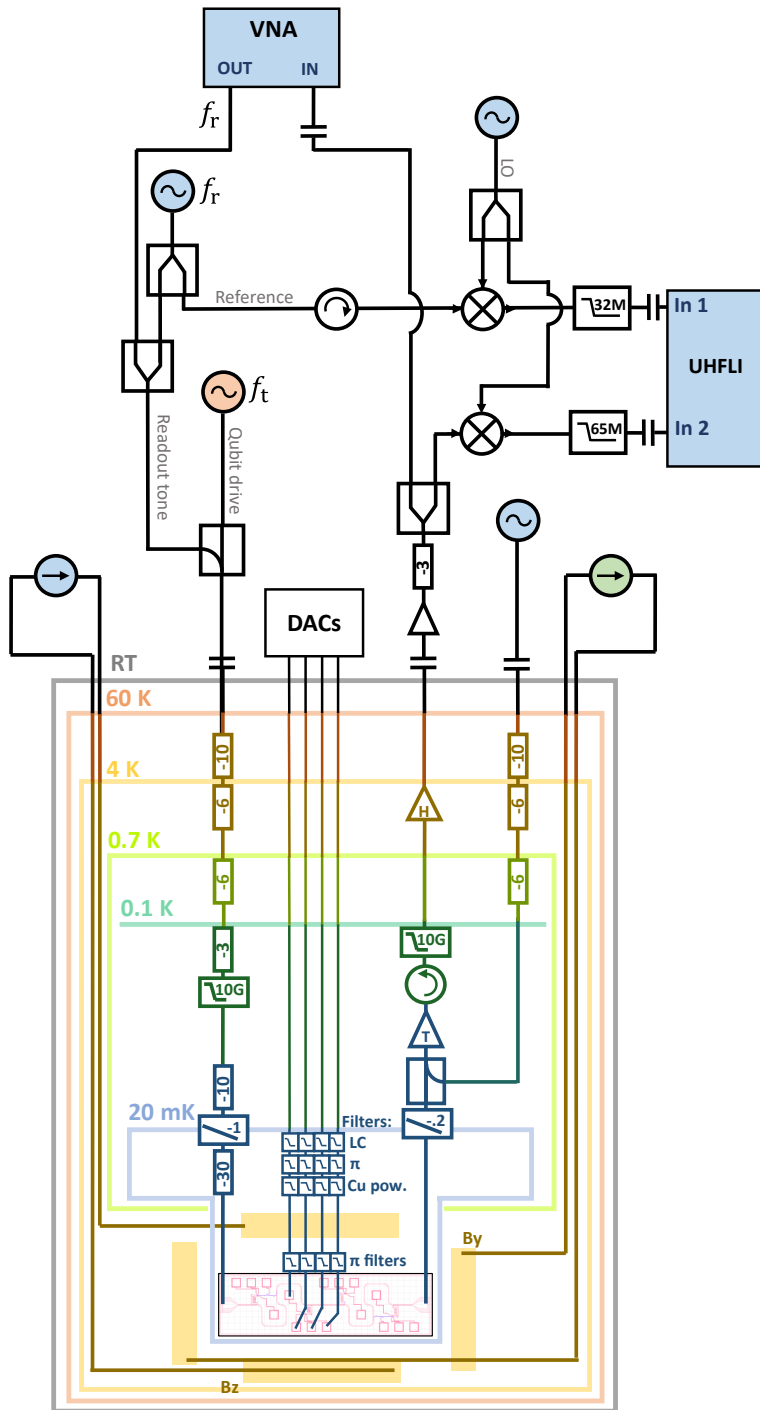 VNA
OUT IN
fr
fr
LO
Reference
32M
In 1
UHFLI
ft
65M
In 2
Readout tone
Qubit drive
-3
DACs
RT
60 K
-10
-10
4 K
-6
H
-6
0.7 K
-6
-6
0.1 K
-3
10G
10G
T
-10
20 mK
-1
Filters:
-.2
LC
-30
π
Cu pow.
By
π filters
Bz